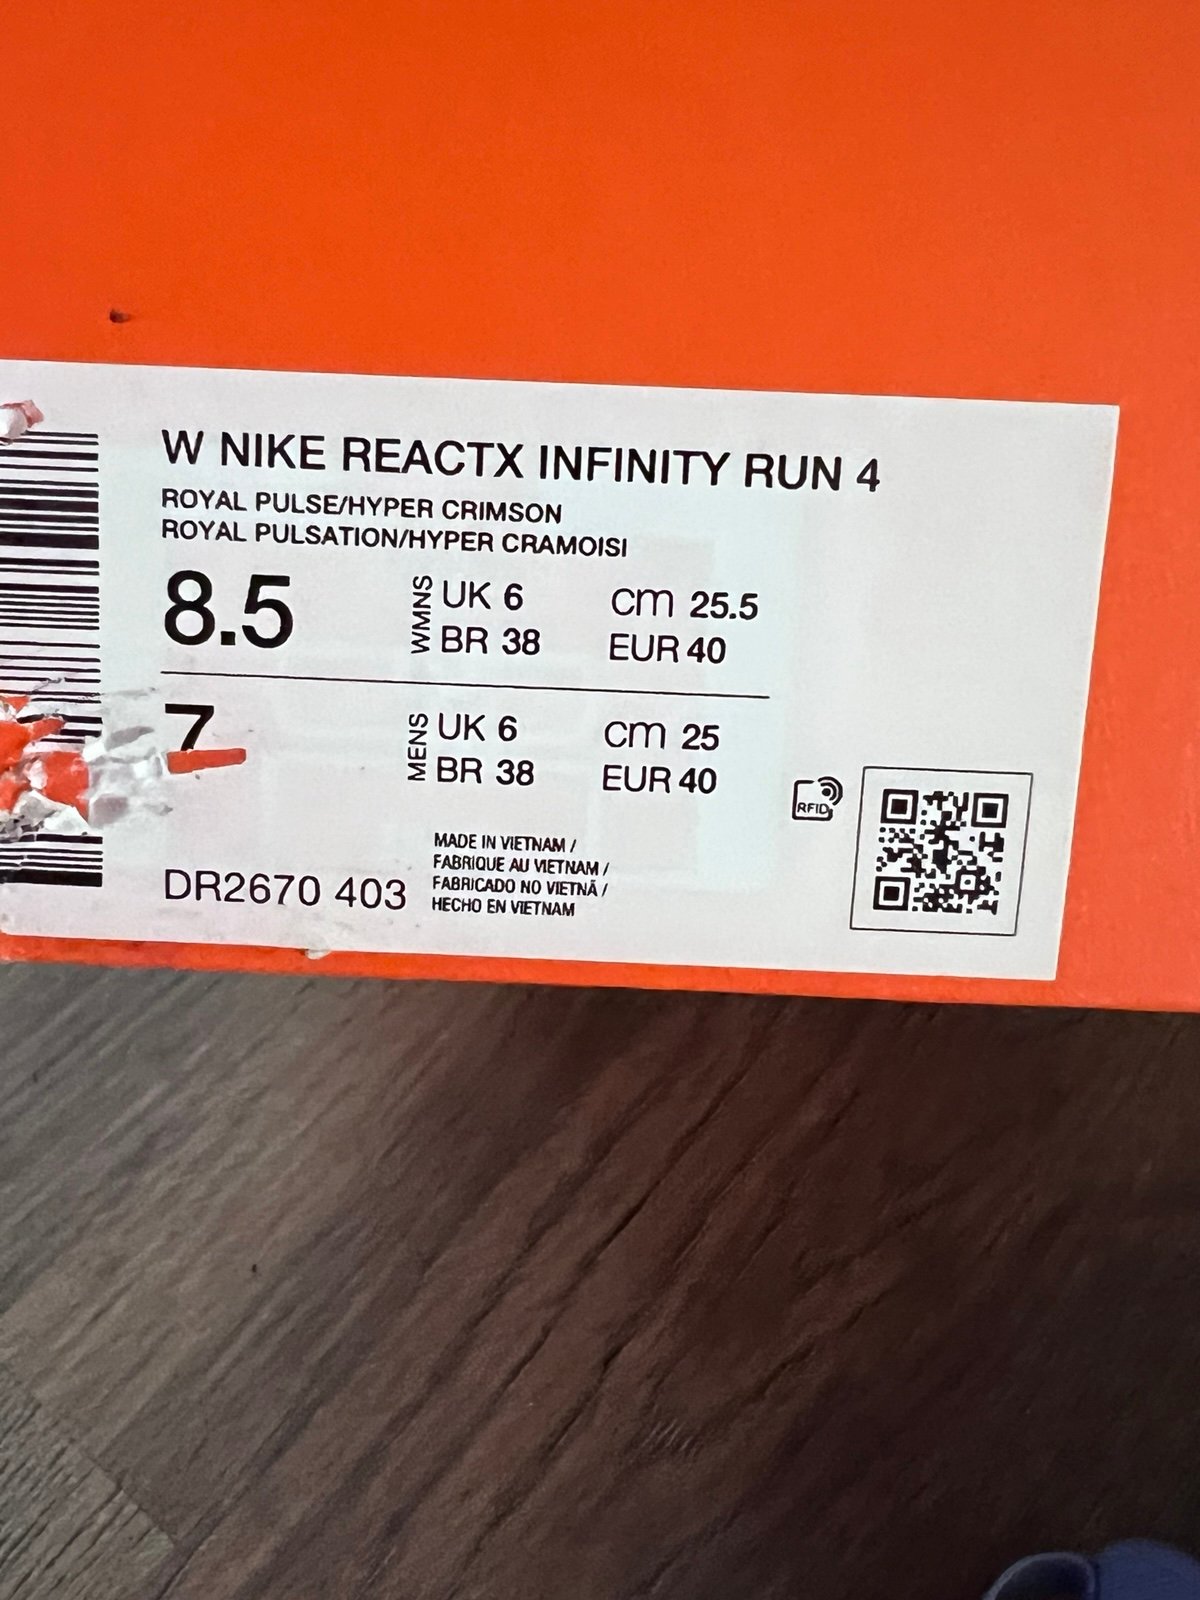 W NIKE REACTX INFINITY RUN 4
ROYAL PULSE/HYPER CRIMSON
ROYAL PULSATION/HYPER CRAMOISI
8.5 WMNS UK 6 CM 25.5
BR 38 EUR 40
7 MENS UK 6 CM 25
BR 38 EUR 40
RFID
MADE IN VIETNAM /
FABRIQUE AU VIETNAM /
FABRICADO NO VIETNÃ /
HECHO EN VIETNAM
DR2670 403